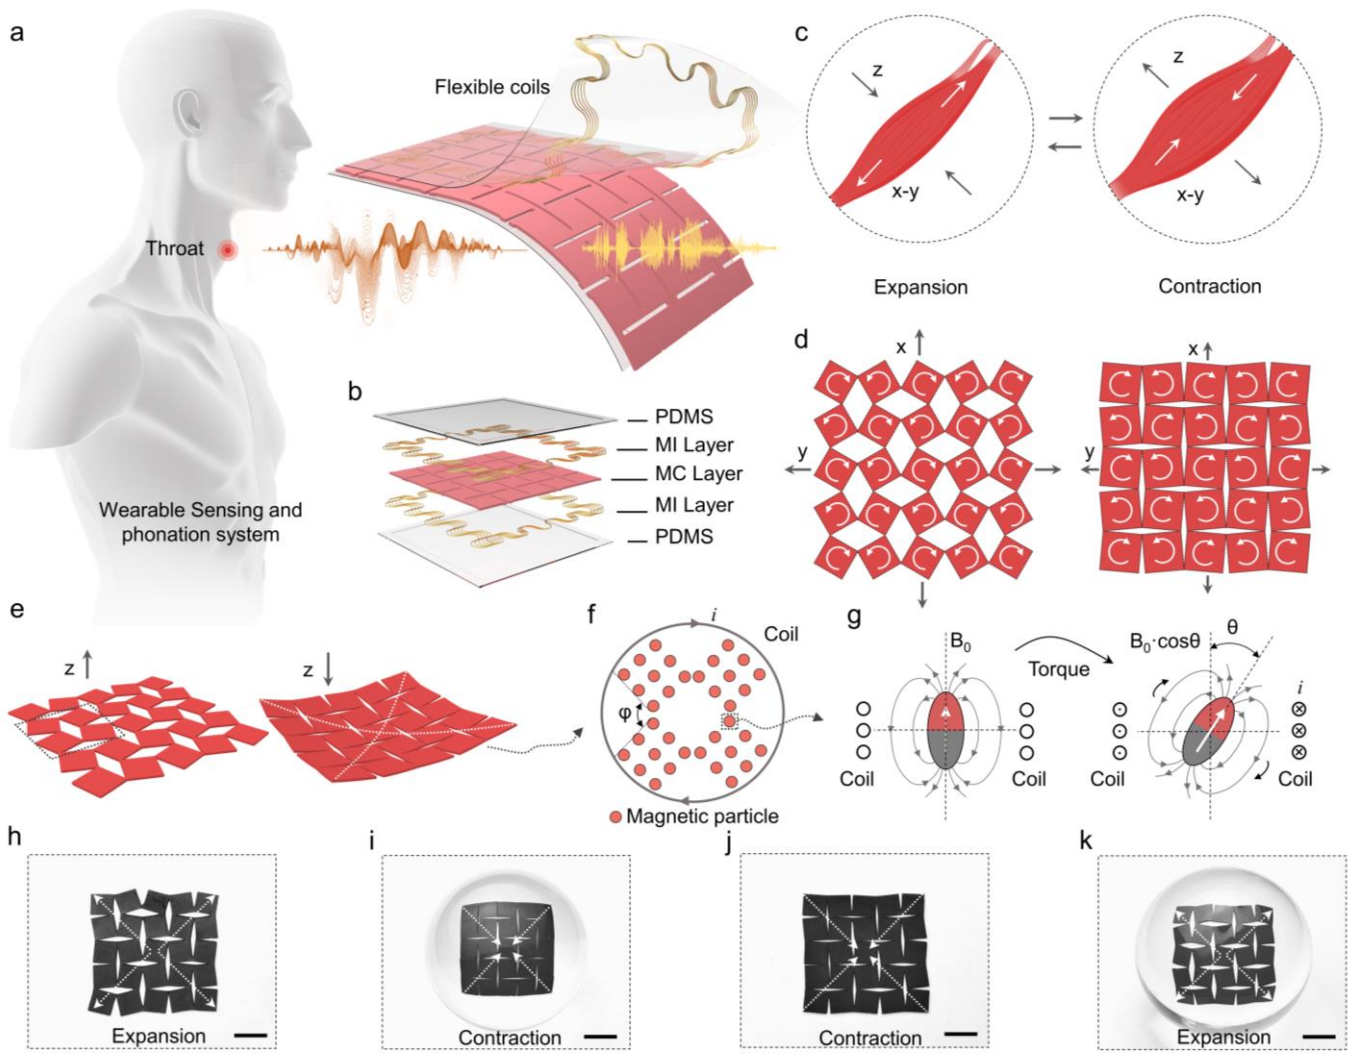 a
Flexible coils
Throat
Wearable Sensing and
phonation system
b
PDMS
MI Layer
MC Layer
MI Layer
PDMS
c
z
x-y
Expansion
z
x-y
Contraction
d
x
y
x
y
e
z
z
f
i
Coil
φ
Magnetic particle
g
B₀
Coil
Coil
Torque
B₀·cosθ
θ
i
Coil
Coil
h
Expansion
i
Contraction
j
Contraction
k
Expansion